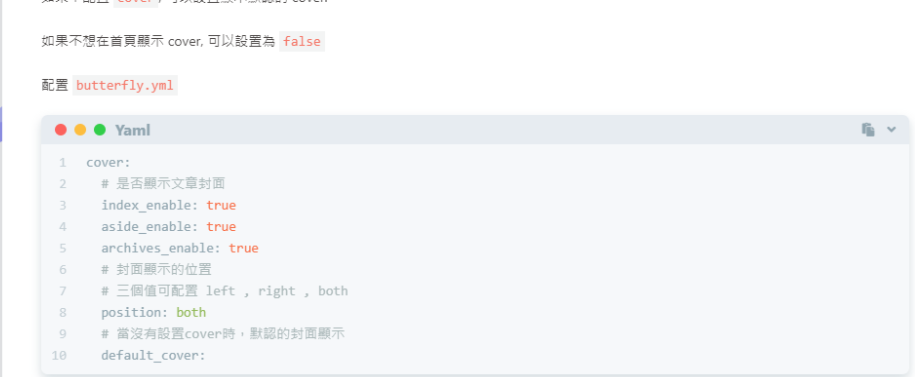 如果不想在首頁顯示 cover, 可以設置為 false
配置 butterfly.yml
Yaml
1 cover:
2 # 是否顯示文章封面
3 index_enable: true
4 aside_enable: true
5 archives_enable: true
6 # 封面顯示的位置
7 # 三個值可配置 left , right , both
8 position: both
9 # 當沒有設置cover時，默認的封面顯示
10 default_cover: